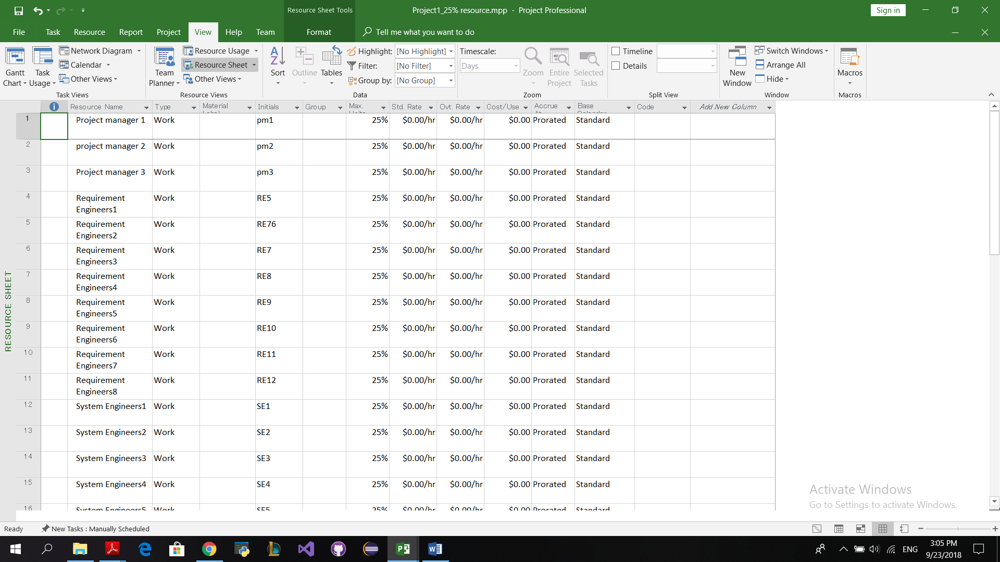 Resource Sheet Tools
Project1_25% resource.mpp - Project Professional
Sign in
File Task Resource Report Project View Help Team Format Tell me what you want to do
Gantt Chart
Task Usage
Network Diagram
Calendar
Other Views
Task Views
Team Planner
Resource Usage
Resource Sheet
Other Views
Resource Views
Sort
Outline
Tables
Highlight: [No Highlight]
Filter: [No Filter]
Group by: [No Group]
Data
Timescale:
Days
Zoom
Entire Project
Selected Tasks
Zoom
Timeline
Details
Split View
New Window
Switch Windows
Arrange All
Hide
Window
Macros
Macros
Resource Name Type Material Initials Group Max. Std. Rate Ovt. Rate Cost/Use Accrue Base Code Add New Column
1 Project manager 1 Work pm1 25% $0.00/hr $0.00/hr $0.00 Prorated Standard
2 project manager 2 Work pm2 25% $0.00/hr $0.00/hr $0.00 Prorated Standard
3 Project manager 3 Work pm3 25% $0.00/hr $0.00/hr $0.00 Prorated Standard
4 Requirement Engineers1 Work RE5 25% $0.00/hr $0.00/hr $0.00 Prorated Standard
5 Requirement Engineers2 Work RE76 25% $0.00/hr $0.00/hr $0.00 Prorated Standard
6 Requirement Engineers3 Work RE7 25% $0.00/hr $0.00/hr $0.00 Prorated Standard
7 Requirement Engineers4 Work RE8 25% $0.00/hr $0.00/hr $0.00 Prorated Standard
8 Requirement Engineers5 Work RE9 25% $0.00/hr $0.00/hr $0.00 Prorated Standard
9 Requirement Engineers6 Work RE10 25% $0.00/hr $0.00/hr $0.00 Prorated Standard
10 Requirement Engineers7 Work RE11 25% $0.00/hr $0.00/hr $0.00 Prorated Standard
11 Requirement Engineers8 Work RE12 25% $0.00/hr $0.00/hr $0.00 Prorated Standard
12 System Engineers1 Work SE1 25% $0.00/hr $0.00/hr $0.00 Prorated Standard
13 System Engineers2 Work SE2 25% $0.00/hr $0.00/hr $0.00 Prorated Standard
14 System Engineers3 Work SE3 25% $0.00/hr $0.00/hr $0.00 Prorated Standard
15 System Engineers4 Work SE4 25% $0.00/hr $0.00/hr $0.00 Prorated Standard
16 System Engineers5 Work SE5 25% $0.00/hr $0.00/hr $0.00 Prorated Standard
RESOURCE SHEET
Activate Windows
Go to Settings to activate Windows.
Ready New Tasks : Manually Scheduled
ENG
3:05 PM
9/23/2018